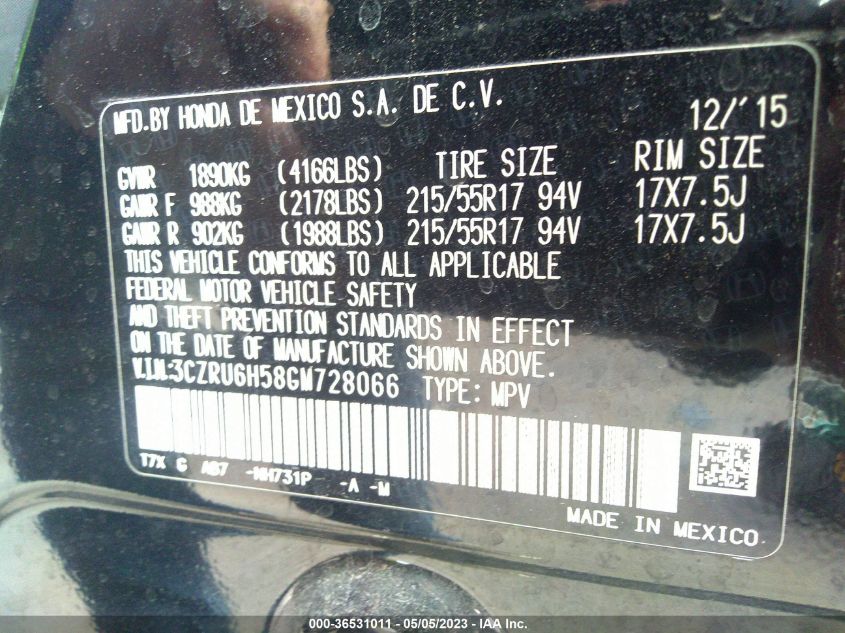 MFD.BY HONDA DE MEXICO S.A. DE C.V. 12/'15
GVWR 1890KG (4166LBS) TIRE SIZE RIM SIZE
GAWR F 988KG (2178LBS) 215/55R17 94V 17X7.5J
GAWR R 902KG (1988LBS) 215/55R17 94V 17X7.5J
THIS VEHICLE CONFORMS TO ALL APPLICABLE
FEDERAL MOTOR VEHICLE SAFETY
AND THEFT PREVENTION STANDARDS IN EFFECT
ON THE DATE OF MANUFACTURE SHOWN ABOVE.
V.I.N.:3CZRU6H58GM728066 TYPE: MPV
T7X C AB7 -NH731P -A -M
MADE IN MEXICO
000-36531011 — 05/05/2023 — IAA Inc.